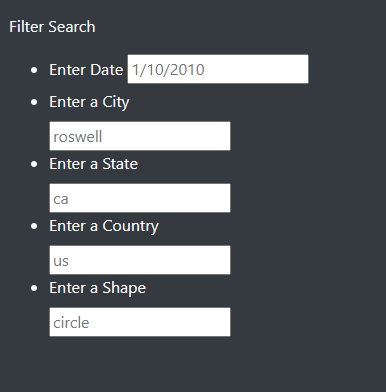 Filter Search
Enter Date 1/10/2010
Enter a City
roswell
Enter a State
ca
Enter a Country
us
Enter a Shape
circle